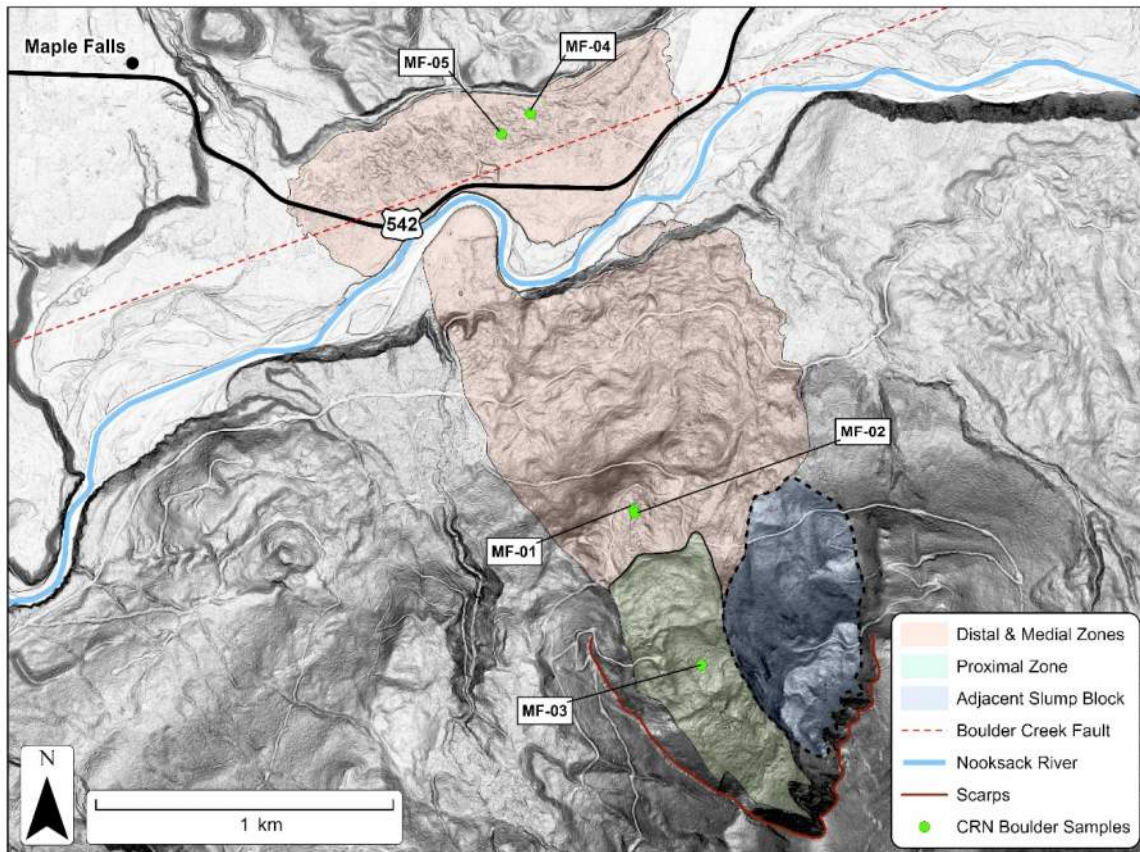 Maple Falls
MF-05
MF-04
542
MF-02
MF-01
MF-03
N
1 km
Distal & Medial Zones
Proximal Zone
Adjacent Slump Block
Boulder Creek Fault
Nooksack River
Scarps
CRN Boulder Samples